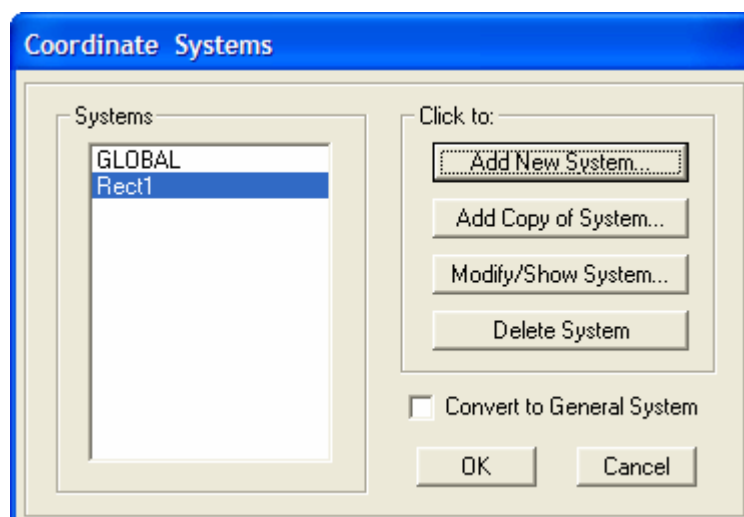 Coordinate Systems
Systems
GLOBAL
Rect1
Click to:
Add New System...
Add Copy of System...
Modify/Show System...
Delete System
Convert to General System
OK
Cancel